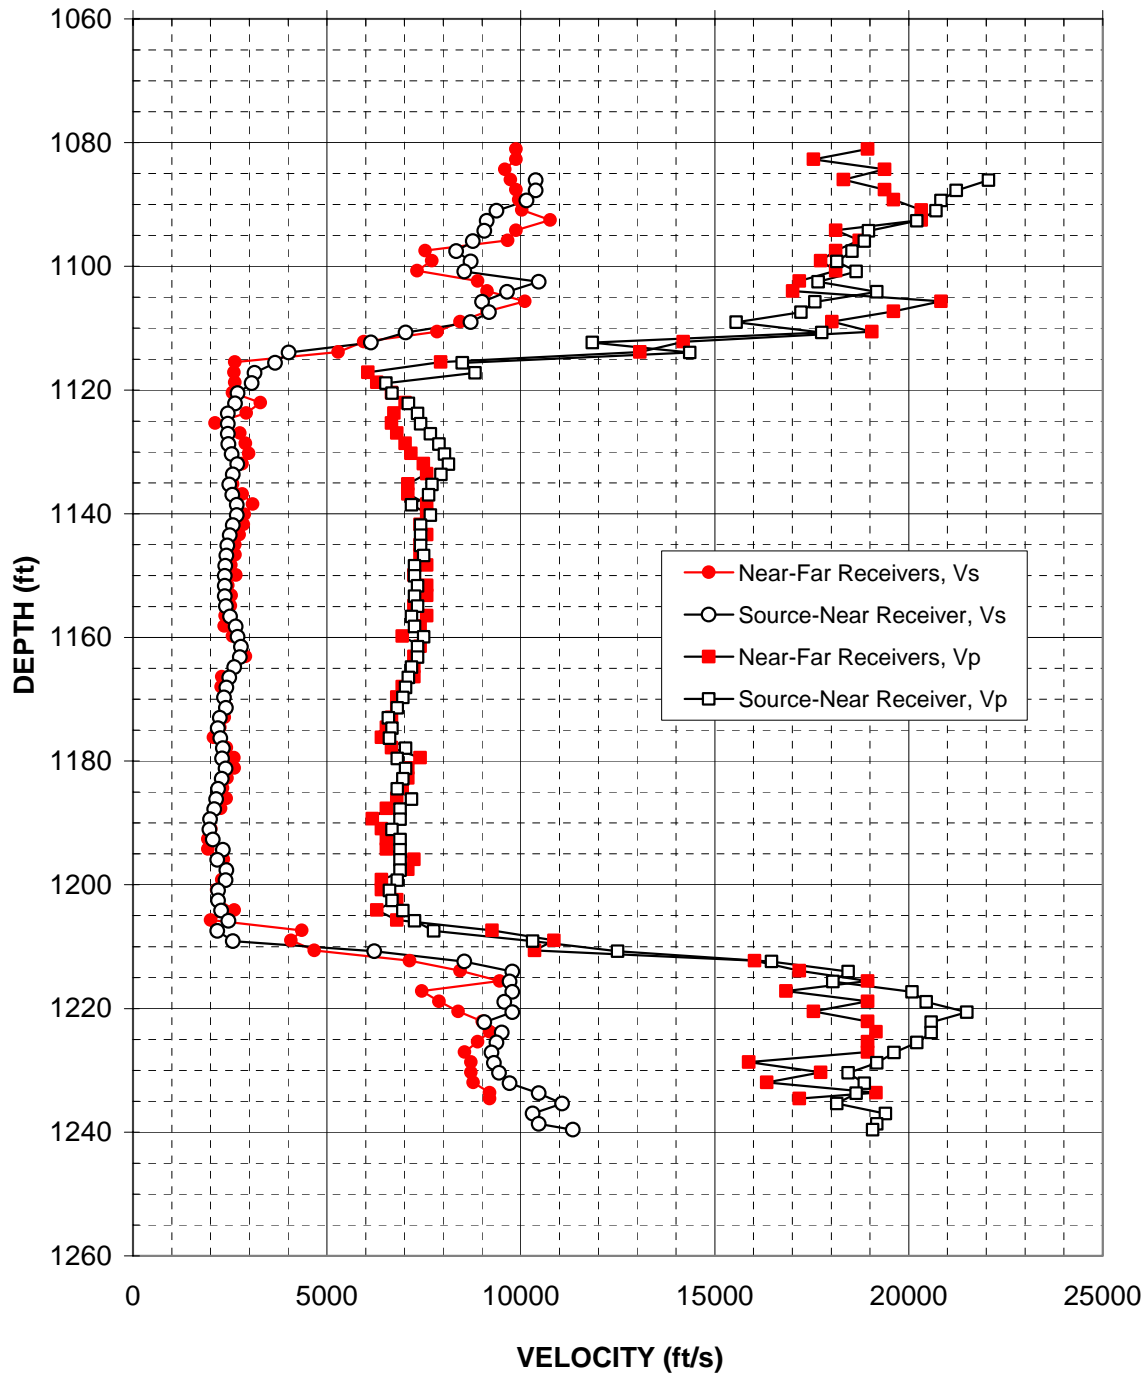 1060
1080
1100
1120
1140
1160
1180
1200
1220
1240
1260
DEPTH (ft)
Near-Far Receivers, Vs
Source-Near Receiver, Vs
Near-Far Receivers, Vp
Source-Near Receiver, Vp
0 5000 10000 15000 20000 25000
VELOCITY (ft/s)